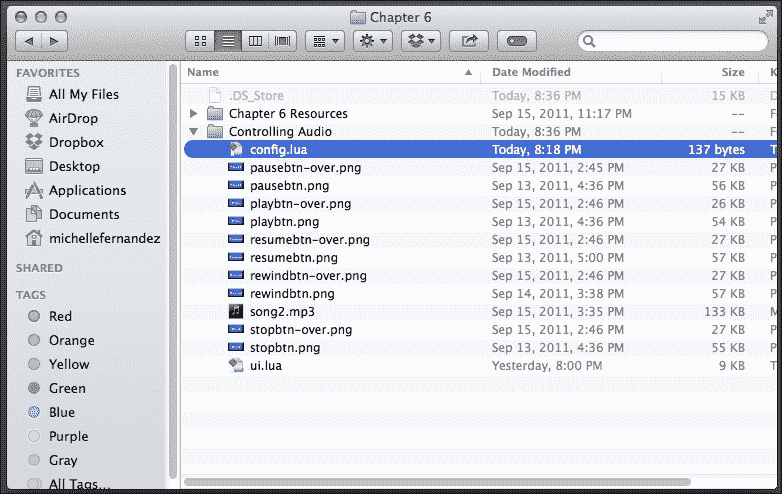 Chapter 6
FAVORITES
All My Files
AirDrop
Dropbox
Desktop
Applications
Documents
michellefernandez
SHARED
TAGS
Red
Orange
Yellow
Green
Blue
Purple
Gray
All Tags...
Name Date Modified Size K
.DS_Store Today, 8:36 PM 15 KB D
Chapter 6 Resources Sep 15, 2011, 11:17 PM -- F
Controlling Audio Today, 8:36 PM -- F
config.lua Today, 8:18 PM 137 bytes T
pausebtn-over.png Sep 15, 2011, 2:45 PM 27 KB P
pausebtn.png Sep 13, 2011, 4:36 PM 56 KB P
playbtn-over.png Sep 15, 2011, 2:46 PM 26 KB P
playbtn.png Sep 13, 2011, 4:36 PM 54 KB P
resumebtn-over.png Sep 15, 2011, 2:46 PM 27 KB P
resumebtn.png Sep 13, 2011, 5:00 PM 57 KB P
rewindbtn-over.png Sep 15, 2011, 2:46 PM 27 KB P
rewindbtn.png Sep 14, 2011, 3:38 PM 57 KB P
song2.mp3 Sep 15, 2011, 3:35 PM 133 KB M
stopbtn-over.png Sep 15, 2011, 2:46 PM 27 KB P
stopbtn.png Sep 13, 2011, 4:36 PM 55 KB P
ui.lua Yesterday, 8:00 PM 9 KB T